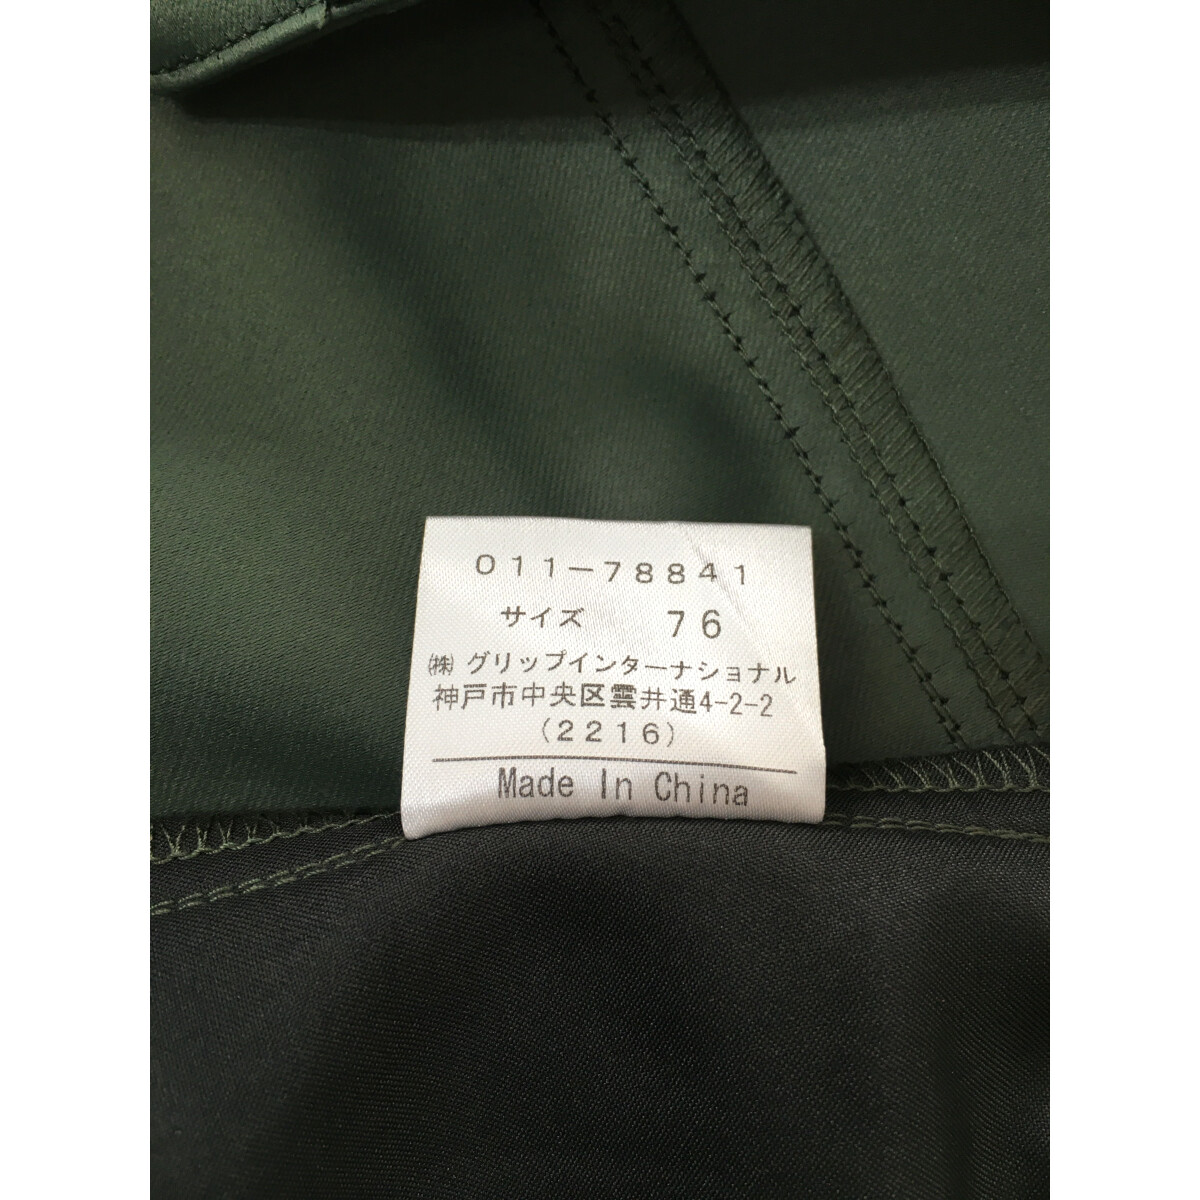 011-78841
サイズ 76
㈱ グリップインターナショナル
神戸市中央区雲井通4-2-2
(2216)
Made In China